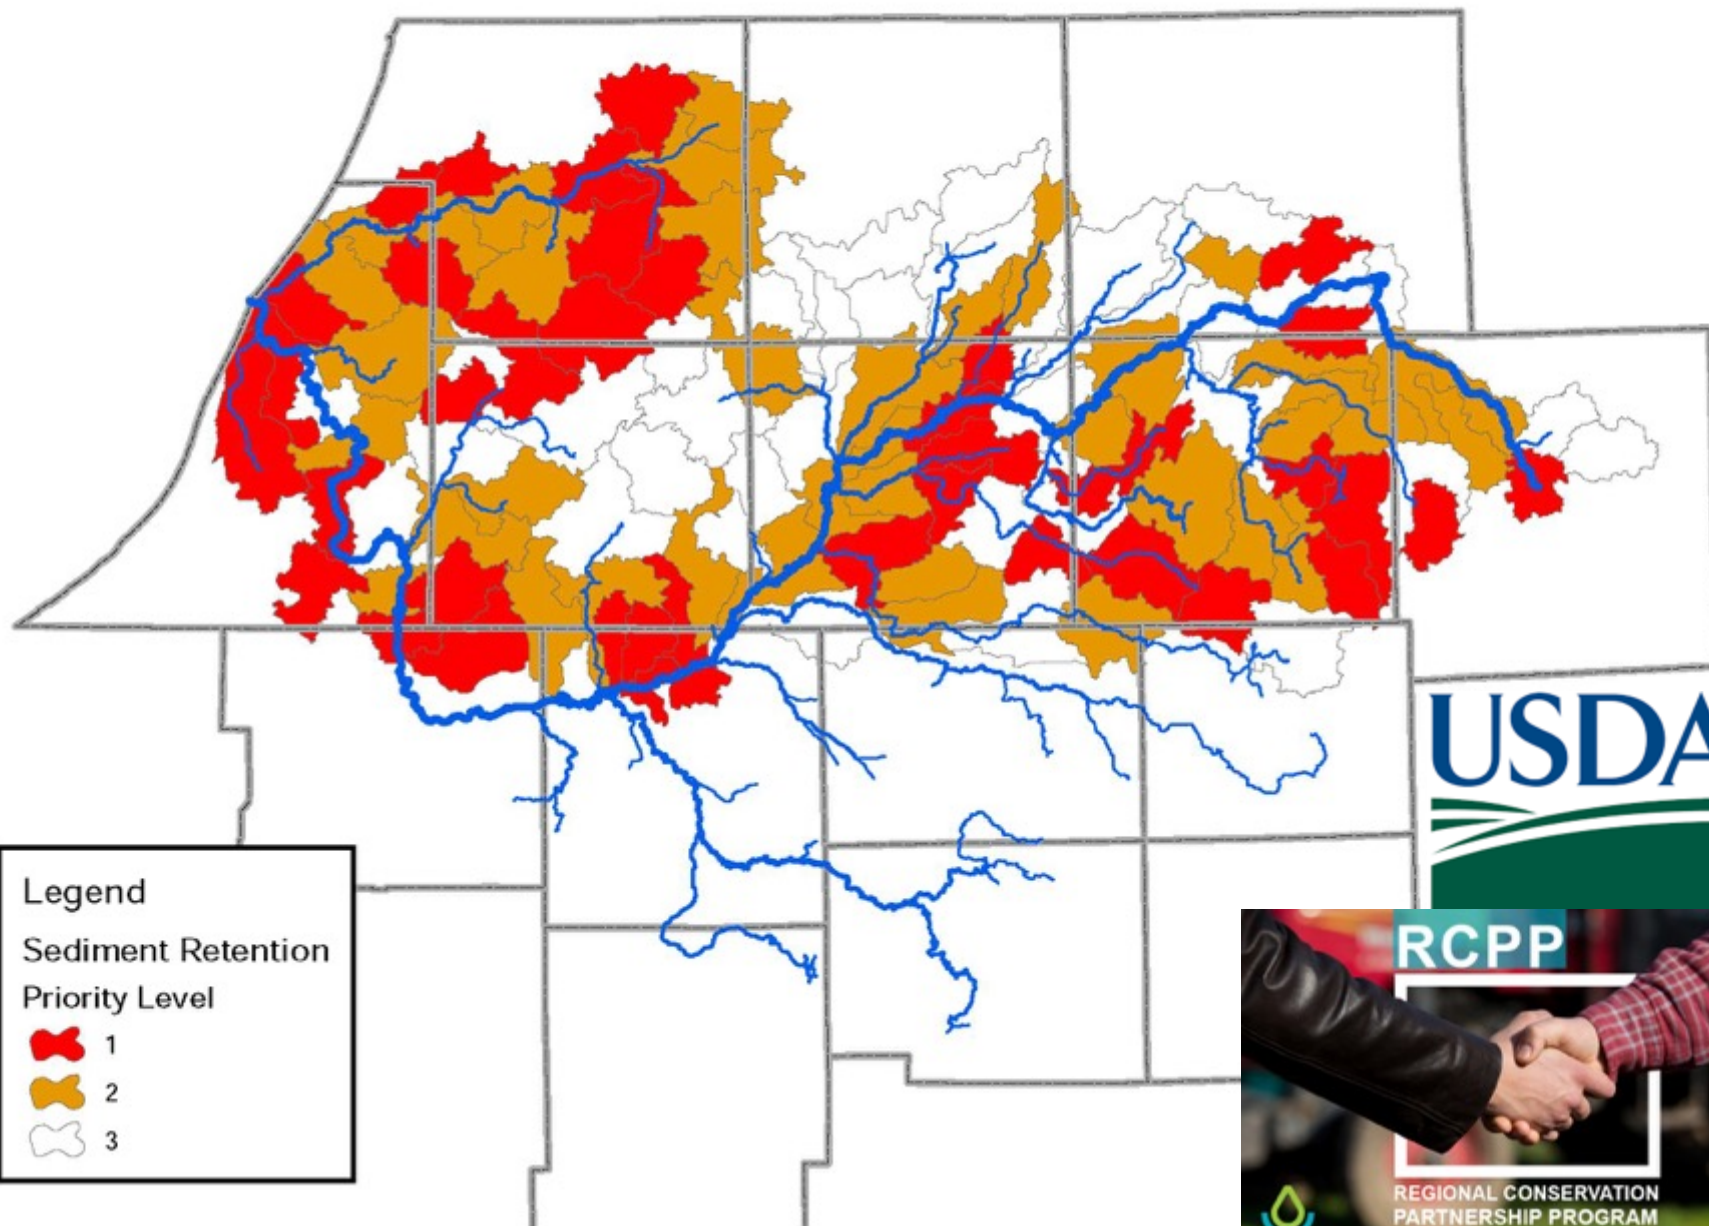 Legend
Sediment Retention
Priority Level
1
2
3
USDA
RCPP
REGIONAL CONSERVATION
PARTNERSHIP PROGRAM